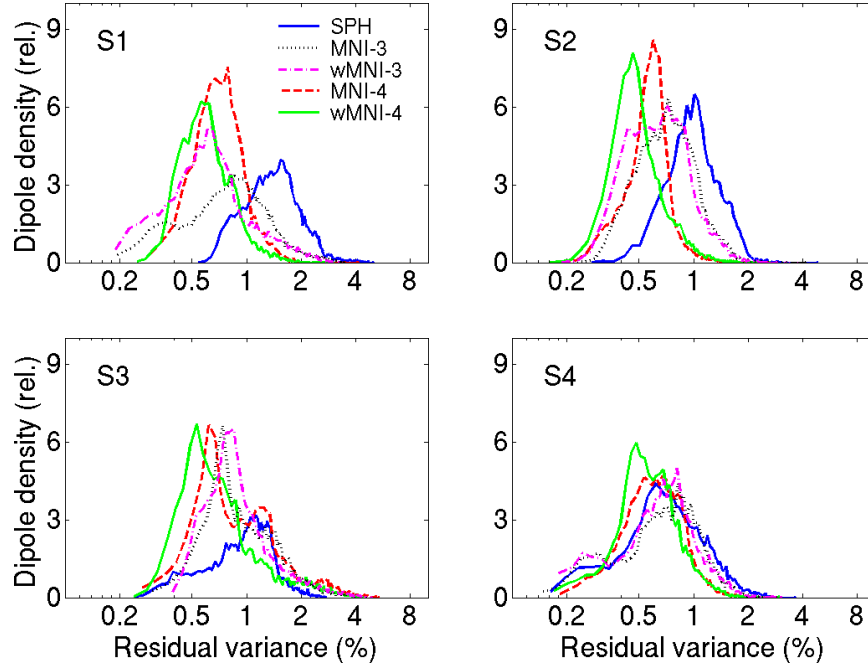 S1
SPH
MNI-3
wMNI-3
MNI-4
wMNI-4
Dipole density (rel.)
9
6
3
0
0.2 0.5 1 2 4 8
S2
9
6
3
0
0.2 0.5 1 2 4 8
S3
Dipole density (rel.)
9
6
3
0
0.2 0.5 1 2 4 8
Residual variance (%)
S4
9
6
3
0
0.2 0.5 1 2 4 8
Residual variance (%)